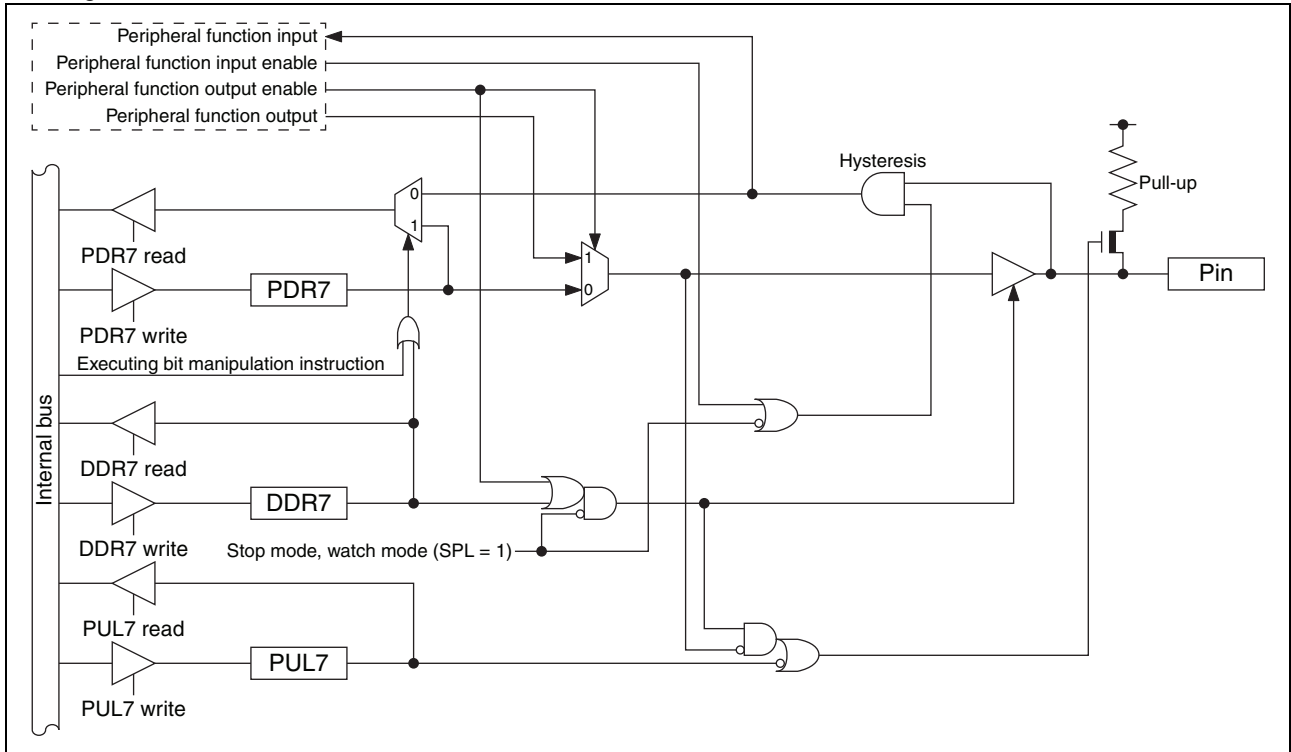 Peripheral function input
Peripheral function input enable
Peripheral function output enable
Peripheral function output
Hysteresis
Pull-up
0
1
PDR7 read
1
0
Pin
PDR7
PDR7 write
Executing bit manipulation instruction
Internal bus
DDR7 read
DDR7
DDR7 write
Stop mode, watch mode (SPL = 1)
PUL7 read
PUL7
PUL7 write